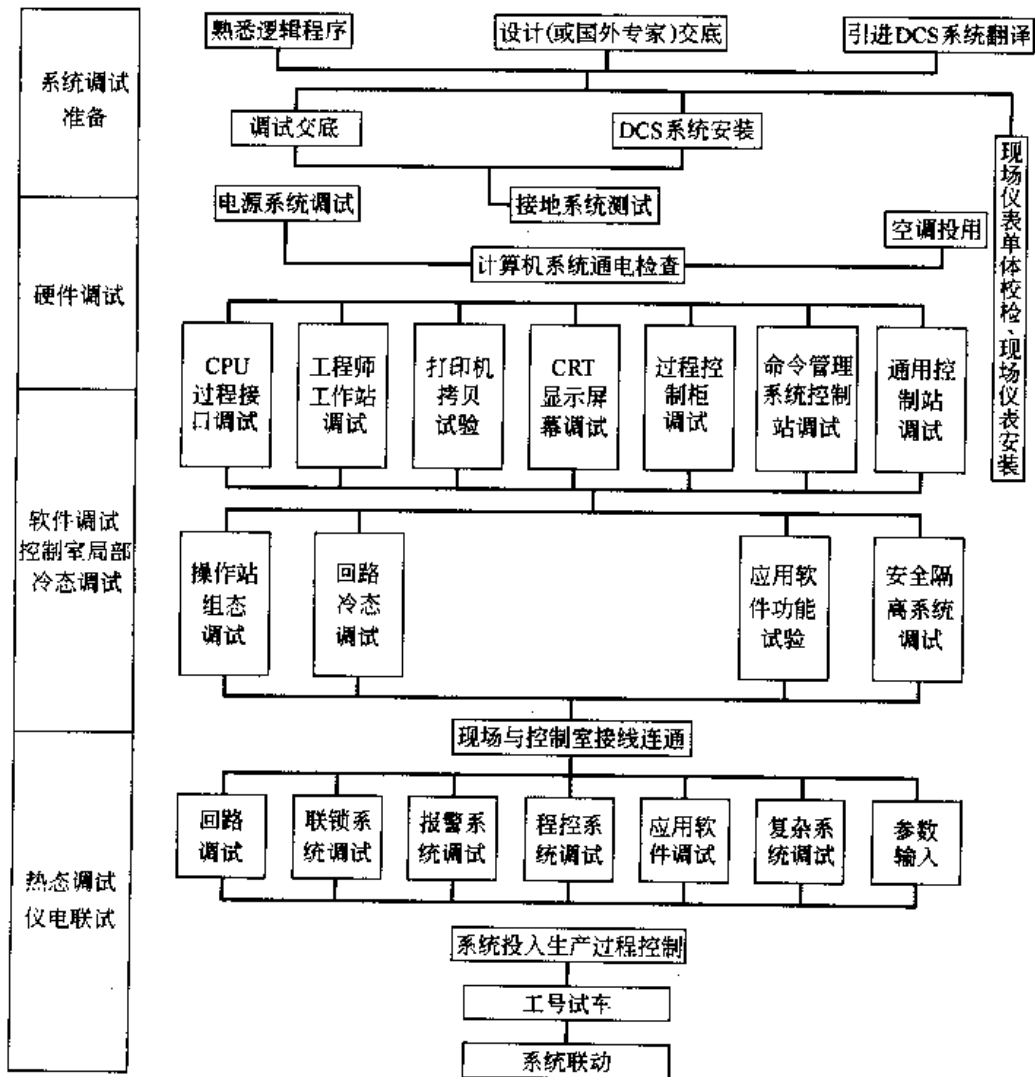 系统调试
准备
熟悉逻辑程序
设计(或国外专家)交底
引进DCS系统翻译
调试交底
DCS系统安装
现场仪表单体校检、现场仪表安装
电源系统调试
接地系统测试
空调投用
计算机系统通电检查
硬件调试
CPU
过程接
口调试
工程师
工作站
调试
打印机
拷贝
试验
CRT
显示屏
幕调试
过程控
制柜
调试
命令管理
系统控制
站调试
通用控
制站
调试
软件调试
控制室局部
冷态调试
操作站
组态
调试
回路
冷态
调试
应用软
件功能
试验
安全隔
离系统
调试
现场与控制室接线连通
热态调试
仪电联试
回路
调试
联锁系
统调试
报警系
统调试
程控系
统调试
应用软
件调试
复杂系
统调试
参数
输入
系统投入生产过程控制
工号试车
系统联动